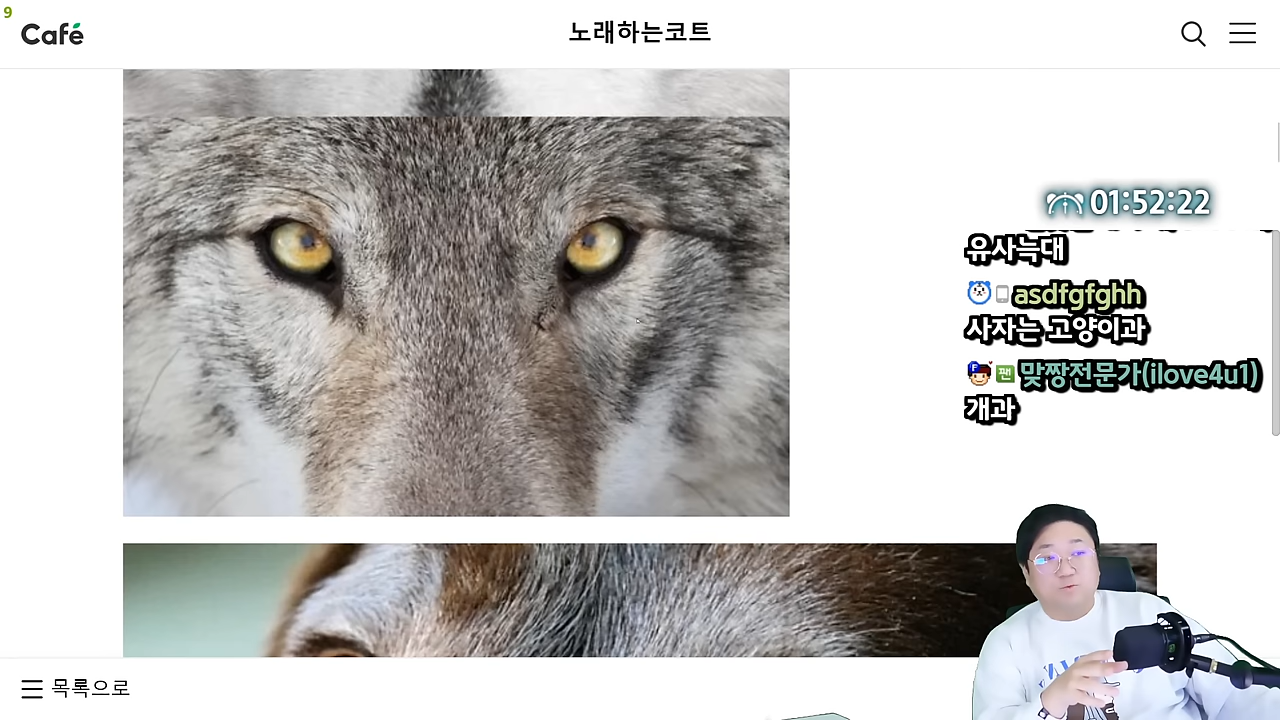 9
Café
노래하는코트
01:52:22
유사늑대
asdfgfghh
사자는 고양이과
팬 맞짱전문가(ilove4u1)
개과
목록으로